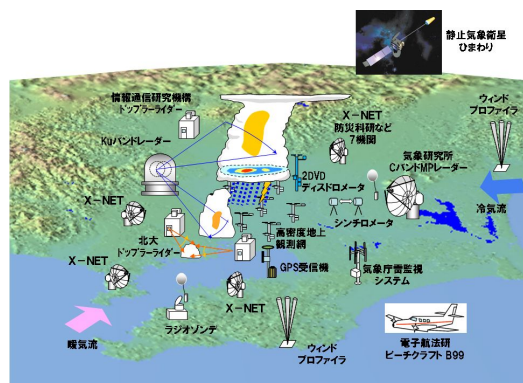 静止気象衛星
ひまわり
情報通信研究機構
ドップラーライダー
Kuバンドレーダー
X-NET
防災科研など
7機関
ウィンド
プロファイラ
2DVD
ディスドロメータ
気象研究所
CバンドMPレーダー
シンチロメータ
冷気流
X-NET
北大
ドップラーライダー
高密度地上
観測網
GPS受信機
気象庁雷監視
システム
X-NET
X-NET
暖気流
ラジオゾンデ
ウィンド
プロファイラ
電子航法研
ビーチクラフト B99